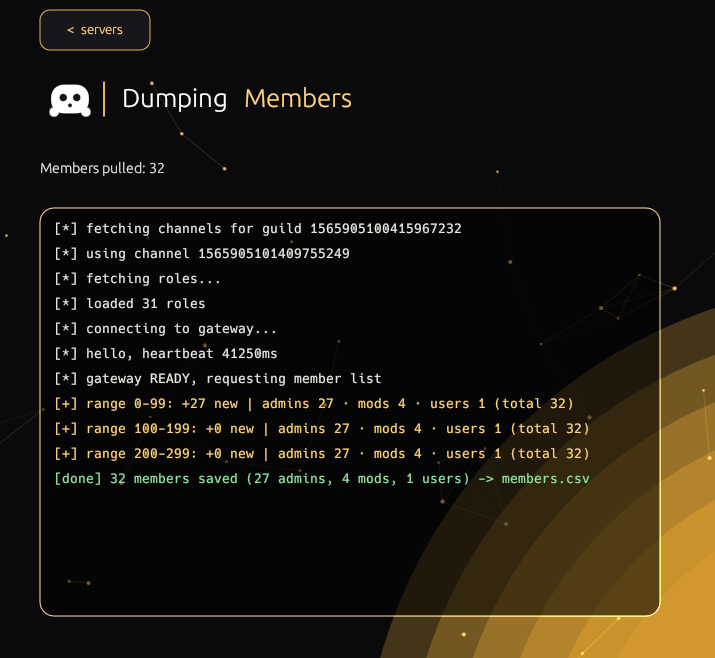 < servers
Dumping Members
Members pulled: 32
[*] fetching channels for guild 1565905100415967232
[*] using channel 1565905101409755249
[*] fetching roles...
[*] loaded 31 roles
[*] connecting to gateway...
[*] hello, heartbeat 41250ms
[*] gateway READY, requesting member list
[+] range 0-99: +27 new | admins 27 · mods 4 · users 1 (total 32)
[+] range 100-199: +0 new | admins 27 · mods 4 · users 1 (total 32)
[+] range 200-299: +0 new | admins 27 · mods 4 · users 1 (total 32)
[done] 32 members saved (27 admins, 4 mods, 1 users) -> members.csv